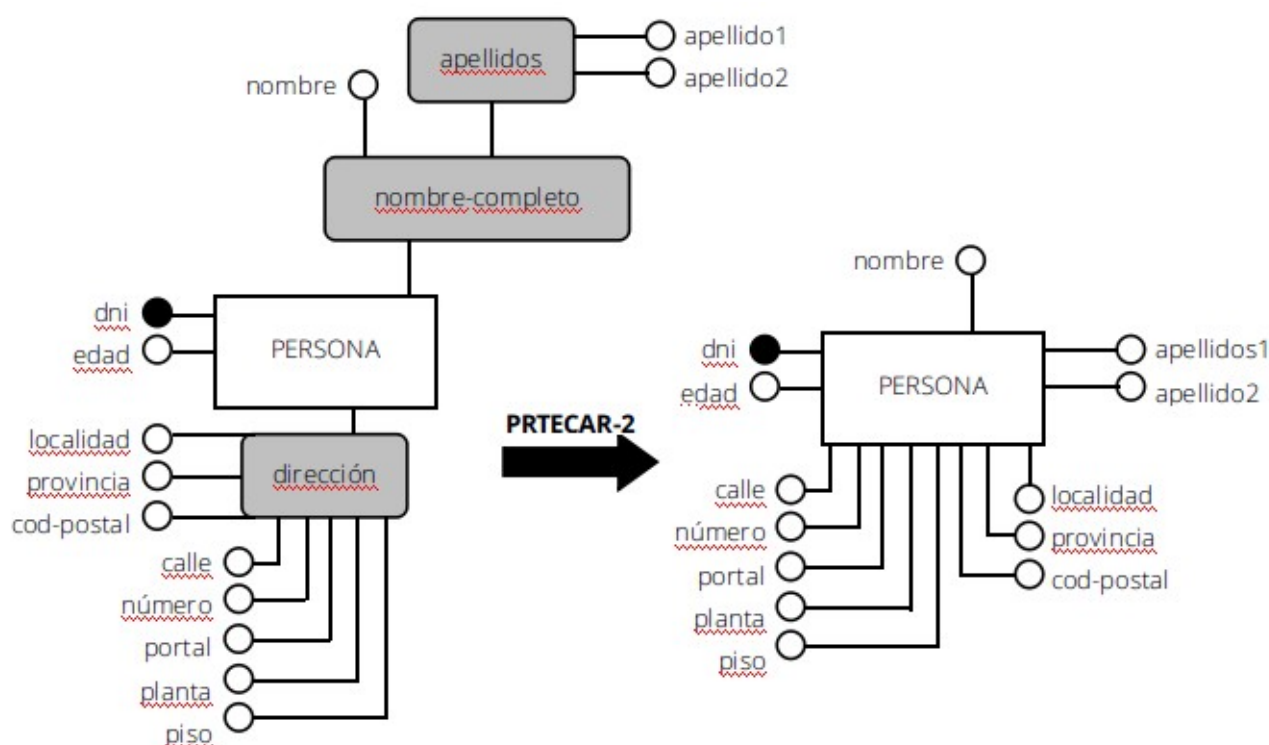 apellidos
apellido1
apellido2
nombre
nombre-completo
dni
edad
PERSONA
localidad
provincia
cod-postal
dirección
calle
número
portal
planta
piso
PRTECAR-2
nombre
dni
edad
PERSONA
apellidos1
apellido2
calle
número
portal
planta
piso
localidad
provincia
cod-postal